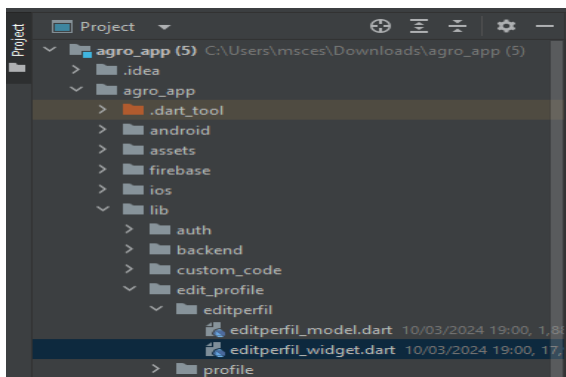 Project
Project
agro_app (5) C:\Users\msces\Downloads\agro_app (5)
.idea
agro_app
.dart_tool
android
assets
firebase
ios
lib
auth
backend
custom_code
edit_profile
editperfil
editperfil_model.dart 10/03/2024 19:00, 1,88
editperfil_widget.dart 10/03/2024 19:00, 17,
profile